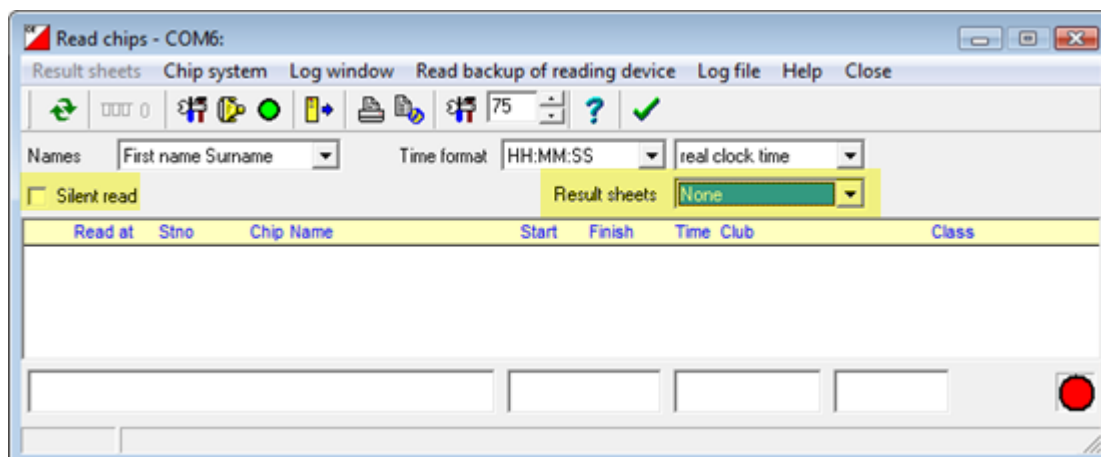 Read chips - COM6:
Result sheets Chip system Log window Read backup of reading device Log file Help Close
0 75 ?
Names First name Surname Time format HH:MM:SS real clock time
Silent read Result sheets None
Read at Stno Chip Name Start Finish Time Club Class